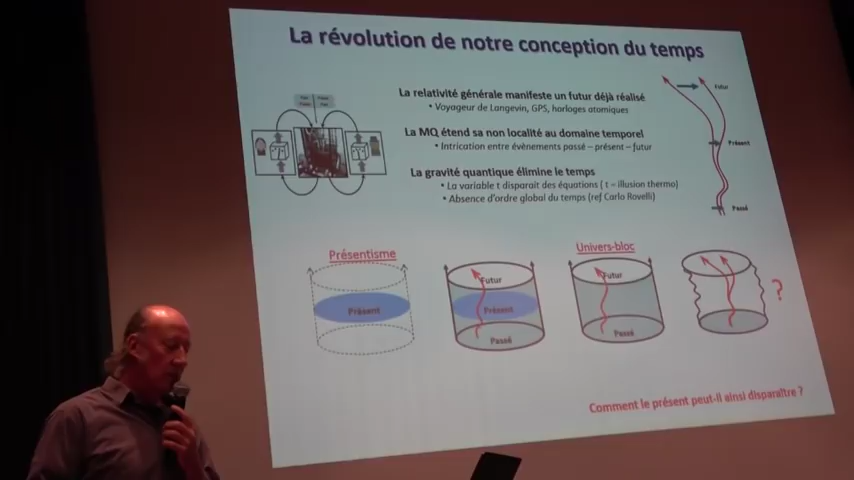 La révolution de notre conception du temps
La relativité générale manifeste un futur déjà réalisé
• Voyageur de Langevin, GPS, horloges atomiques
La MQ étend sa non localité au domaine temporel
• Intrication entre évènements passé – présent – futur
La gravité quantique élimine le temps
• La variable t disparait des équations ( t – illusion thermo)
• Absence d'ordre global du temps (ref Carlo Rovelli)
Futur
Présent
Passé
Présentisme
Présent
Futur
Présent
Passé
Univers-bloc
Futur
Passé
?
Comment le présent peut-il ainsi disparaître ?